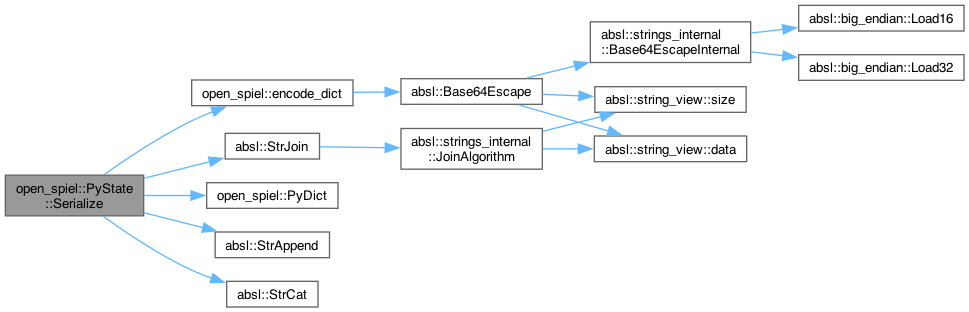 absl::big_endian::Load16
absl::strings_internal
::Base64EscapeInternal
absl::big_endian::Load32
open_spiel::encode_dict
absl::Base64Escape
absl::string_view::size
absl::StrJoin
absl::strings_internal
::JoinAlgorithm
absl::string_view::data
open_spiel::PyState
::Serialize
open_spiel::PyDict
absl::StrAppend
absl::StrCat